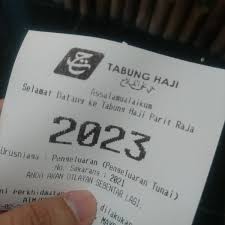 TABUNG HAJI
Assalamualaikum
Selamat Datang ke Tabung Haji Parit Raja
2023
Urusniaga : Pengeluaran (Pengeluaran Tunai)
No. Sekarang : 2021
ANDA AKAN DILAYAN SEBENTAR LAGI.
dilakukan